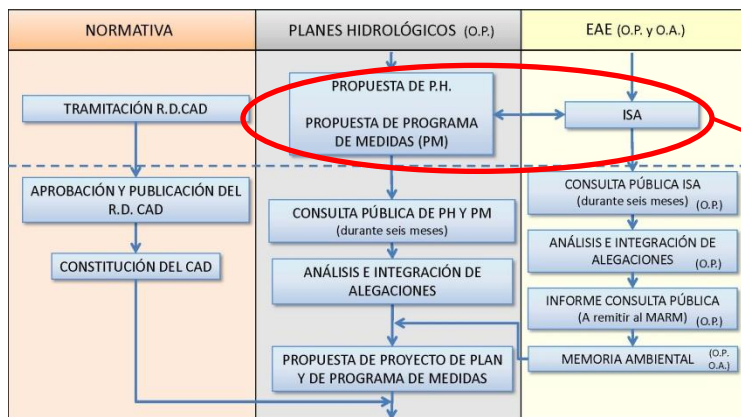 NORMATIVA
PLANES HIDROLÓGICOS (O.P.)
EAE (O.P. y O.A.)
TRAMITACIÓN R.D.CAD
APROBACIÓN Y PUBLICACIÓN DEL
R.D. CAD
CONSTITUCIÓN DEL CAD
PROPUESTA DE P.H.
PROPUESTA DE PROGRAMA
DE MEDIDAS (PM)
CONSULTA PÚBLICA DE PH Y PM
(durante seis meses)
ANÁLISIS E INTEGRACIÓN DE
ALEGACIONES
PROPUESTA DE PROYECTO DE PLAN
Y DE PROGRAMA DE MEDIDAS
ISA
CONSULTA PÚBLICA ISA
(durante seis meses) (O.P.)
ANÁLISIS E INTEGRACIÓN DE
ALEGACIONES (O.P.)
INFORME CONSULTA PÚBLICA
(A remitir al MARM) (O.P.)
MEMORIA AMBIENTAL (O.P.
O.A.)